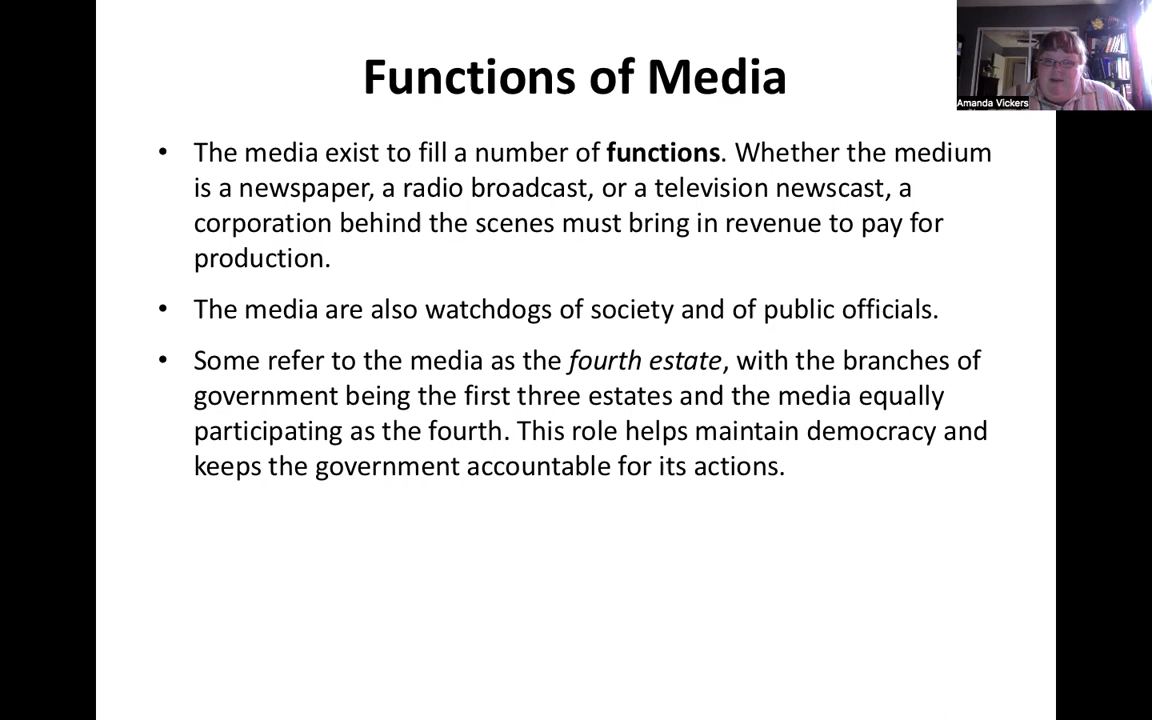 Functions of Media
Amanda Vickers
• The media exist to fill a number of functions. Whether the medium
is a newspaper, a radio broadcast, or a television newscast, a
corporation behind the scenes must bring in revenue to pay for
production.
• The media are also watchdogs of society and of public officials.
• Some refer to the media as the fourth estate, with the branches of
government being the first three estates and the media equally
participating as the fourth. This role helps maintain democracy and
keeps the government accountable for its actions.